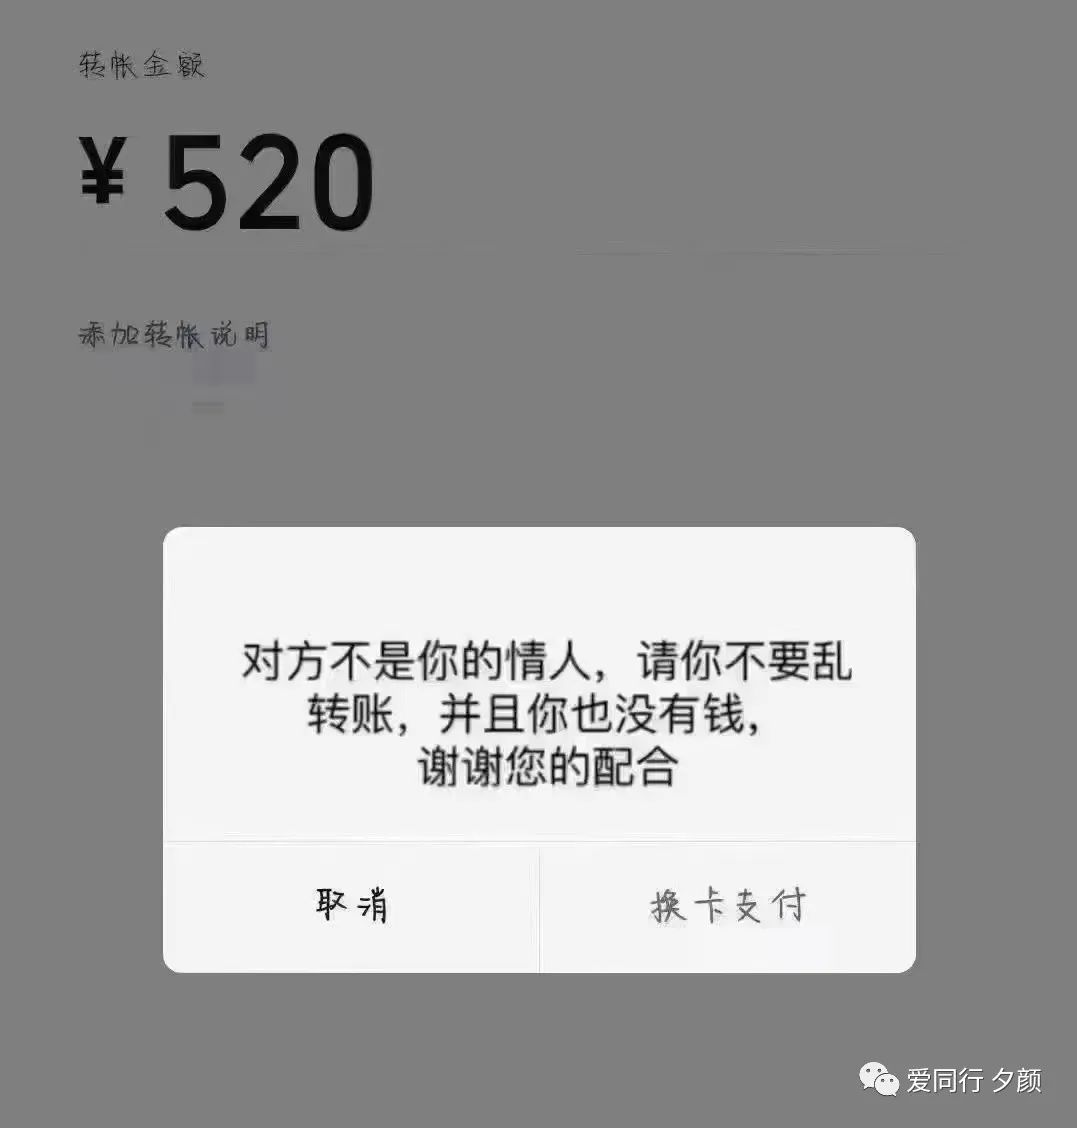 转帐金额
¥ 520
添加转帐说明
对方不是你的情人，请你不要乱
转账，并且你也没有钱，
谢谢您的配合
取消
换卡支付
爱同行 夕颜